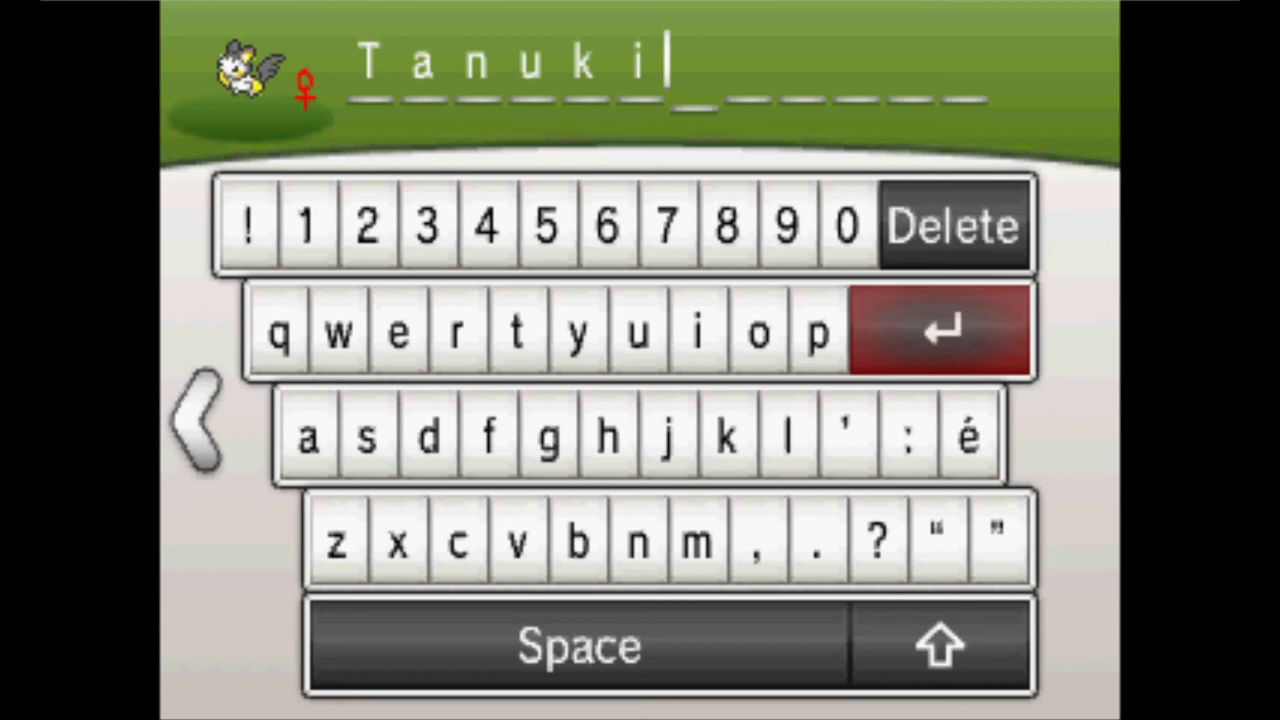 ♀ Tanuki
! 1 2 3 4 5 6 7 8 9 0 Delete
q w e r t y u i o p ↵
a s d f g h j k l ' : é
z x c v b n m , . ? “ ”
Space ⇧